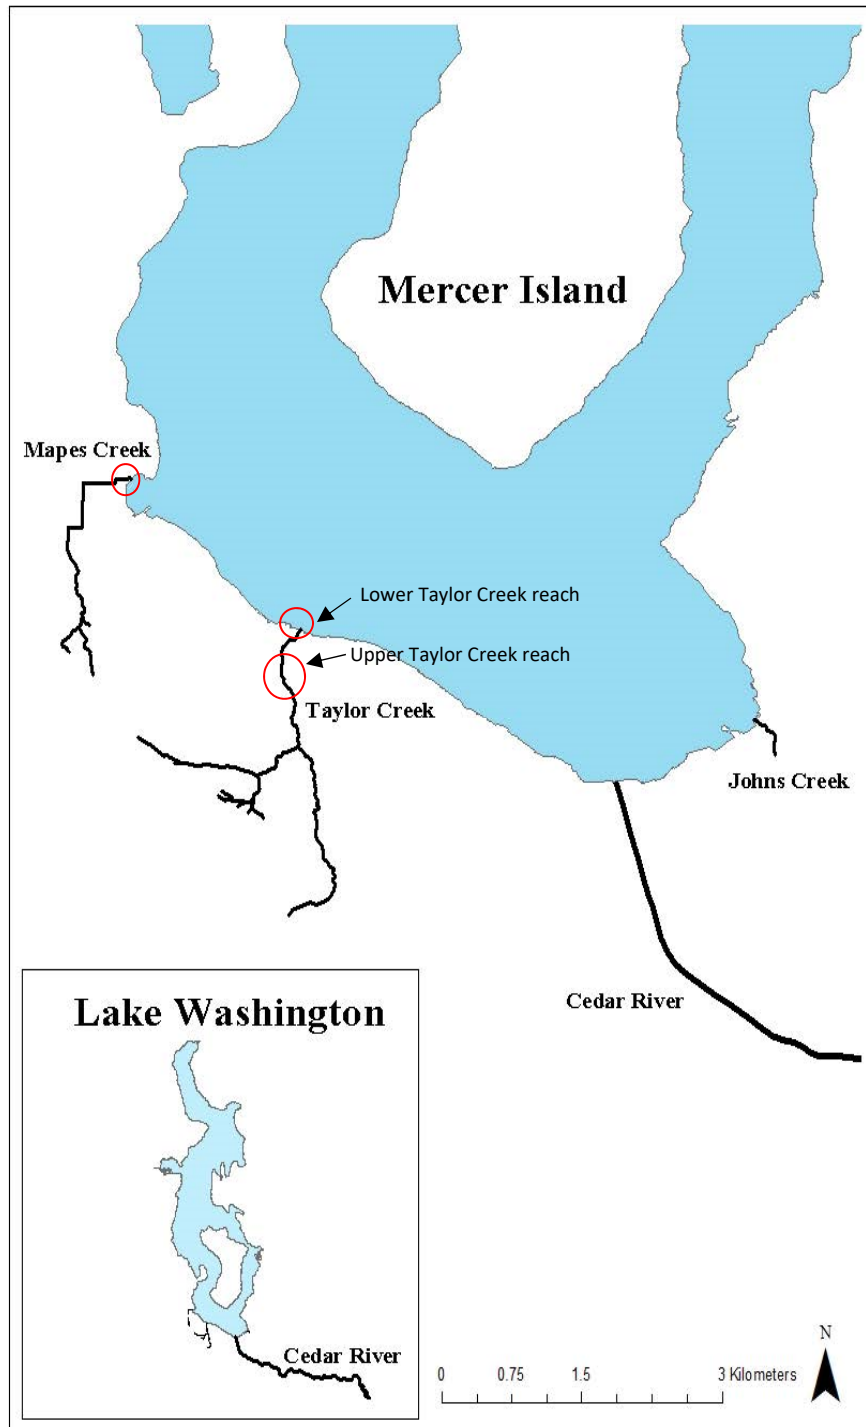 Mercer Island
Mapes Creek
Lower Taylor Creek reach
Upper Taylor Creek reach
Taylor Creek
Johns Creek
Cedar River
Lake Washington
Cedar River
N
0 0.75 1.5 3 Kilometers